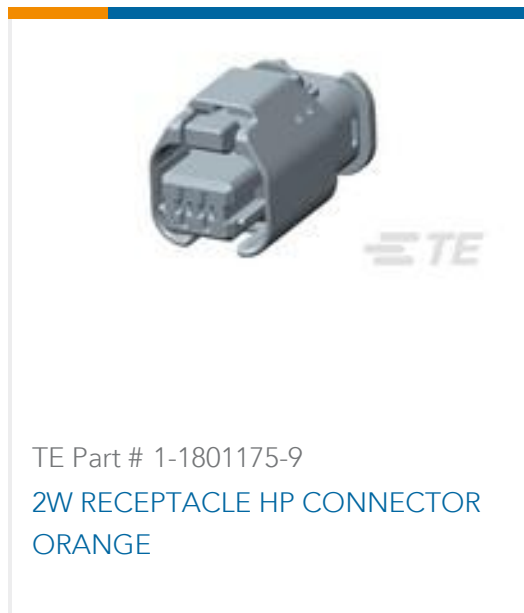 TE
TE Part # 1-1801175-9
2W RECEPTACLE HP CONNECTOR
ORANGE